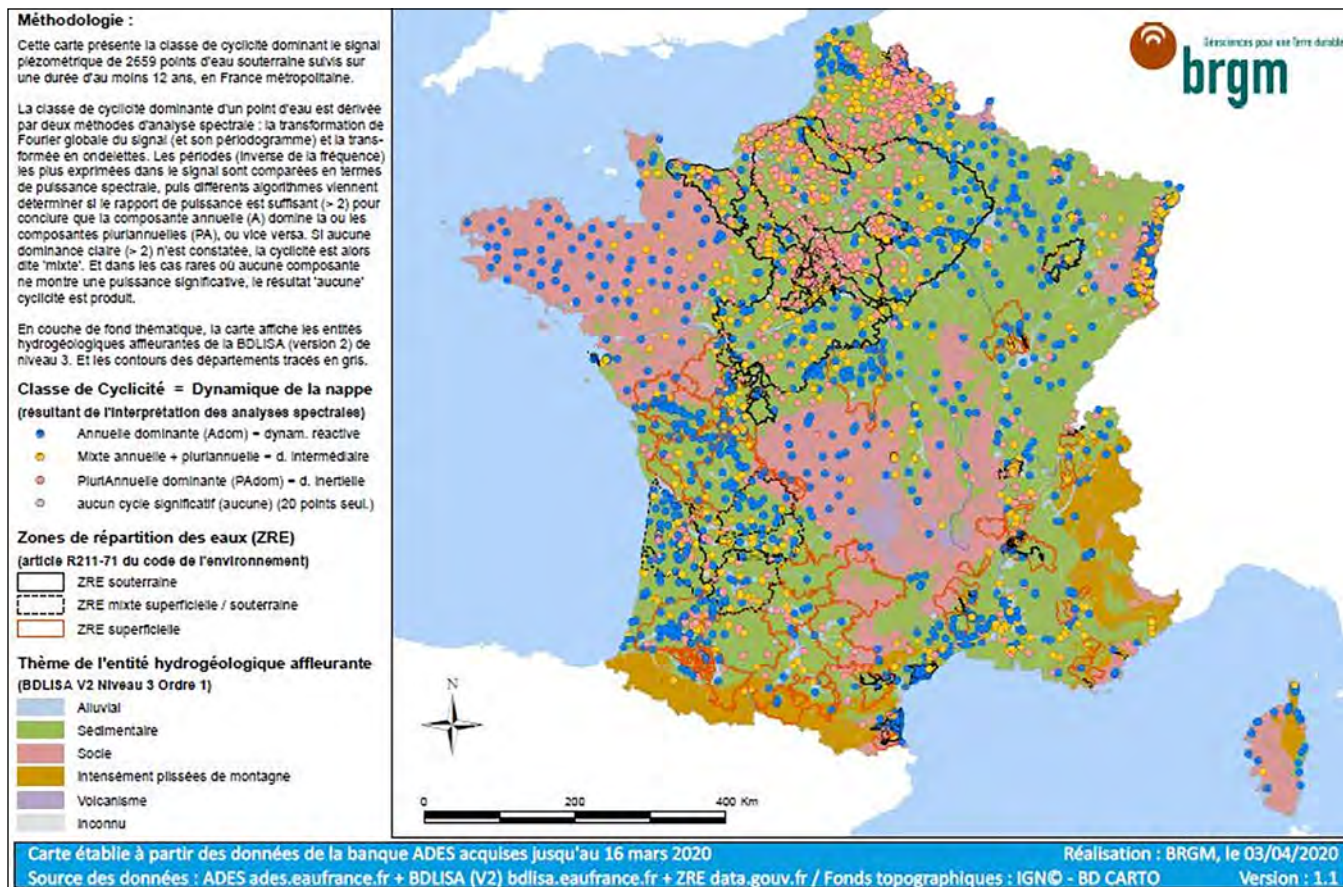 Méthodologie :
Cette carte présente la classe de cyclicité dominant le signal
piézométrique de 2659 points d'eau souterraine suivis sur
une durée d'au moins 12 ans, en France métropolitaine.
La classe de cyclicité dominante d'un point d'eau est dérivée
par deux méthodes d'analyse spectrale : la transformation de
Fourier globale du signal (et son périodogramme) et la trans-
formée en ondelettes. Les périodes (inverse de la fréquence)
les plus exprimées dans le signal sont comparées en termes
de puissance spectrale, puis différents algorithmes viennent
déterminer si le rapport de puissance est suffisant (> 2) pour
conclure que la composante annuelle (A) domine la ou les
composantes pluriannuelles (PA), ou vice versa. Si aucune
dominance claire (> 2) n'est constatée, la cyclicité est alors
dite 'mixte'. Et dans les cas rares où aucune composante
ne montre une puissance significative, le résultat 'aucune'
cyclicité est produit.
En couche de fond thématique, la carte affiche les entités
hydrogéologiques affleurantes de la BDLISA (version 2) de
niveau 3. Et les contours des départements tracés en gris.
Classe de Cyclicité = Dynamique de la nappe
(résultant de l'interprétation des analyses spectrales)
Annuelle dominante (Adom) = dynam. réactive
Mixte annuelle + pluriannuelle = d. intermédiaire
PluriAnnuelle dominante (PAdom) = d. inertielle
aucun cycle significatif (aucune) (20 points seul.)
Zones de répartition des eaux (ZRE)
(article R211-71 du code de l'environnement)
ZRE souterraine
ZRE mixte superficielle / souterraine
ZRE superficielle
Thème de l'entité hydrogéologique affleurante
(BDLISA V2 Niveau 3 Ordre 1)
Alluvial
Sédimentaire
Socle
Intensément plissées de montagne
Volcanisme
Inconnu
Géosciences pour une Terre durable
brgm
N
0 200 400 Km
Carte établie à partir des données de la banque ADES acquises jusqu'au 16 mars 2020
Réalisation : BRGM, le 03/04/2020
Source des données : ADES ades.eaufrance.fr + BDLISA (V2) bdlisa.eaufrance.fr + ZRE data.gouv.fr / Fonds topographiques : IGN© - BD CARTO
Version : 1.1